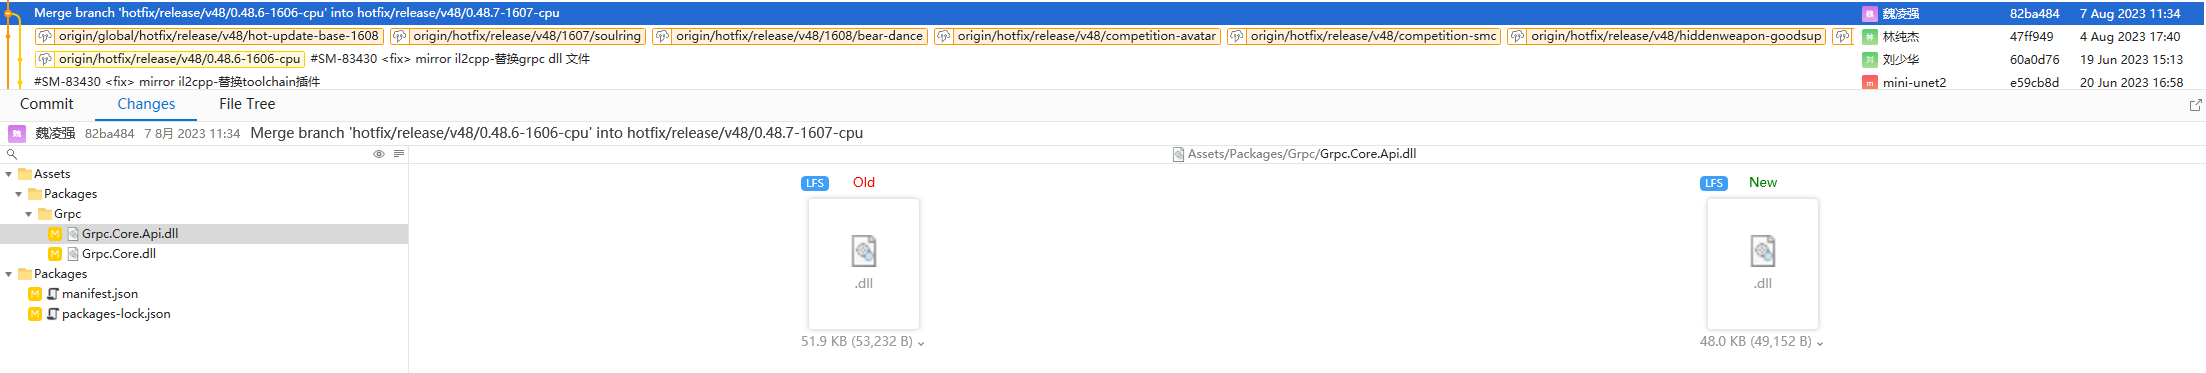 Merge branch 'hotfix/release/v48/0.48.6-1606-cpu' into hotfix/release/v48/0.48.7-1607-cpu 魏 魏凌强 82ba484 7 Aug 2023 11:34
origin/global/hotfix/release/v48/hot-update-base-1608 origin/hotfix/release/v48/1607/soulring origin/hotfix/release/v48/1608/bear-dance origin/hotfix/release/v48/competition-avatar origin/hotfix/release/v48/competition-smc origin/hotfix/release/v48/hiddenweapon-goodsup 林 林纯杰 47ff949 4 Aug 2023 17:40
origin/hotfix/release/v48/0.48.6-1606-cpu #SM-83430 <fix> mirror il2cpp-替换grpc dll 文件 刘 刘少华 60a0d76 19 Jun 2023 15:13
#SM-83430 <fix> mirror il2cpp-替换toolchain插件 m mini-unet2 e59cb8d 20 Jun 2023 16:58
Commit Changes File Tree
魏 魏凌强 82ba484 7 8月 2023 11:34 Merge branch 'hotfix/release/v48/0.48.6-1606-cpu' into hotfix/release/v48/0.48.7-1607-cpu
Assets/Packages/Grpc/Grpc.Core.Api.dll
Assets
Packages
Grpc
M Grpc.Core.Api.dll
M Grpc.Core.dll
Packages
M manifest.json
M packages-lock.json
LFS Old
.dll
51.9 KB (53,232 B)
LFS New
.dll
48.0 KB (49,152 B)